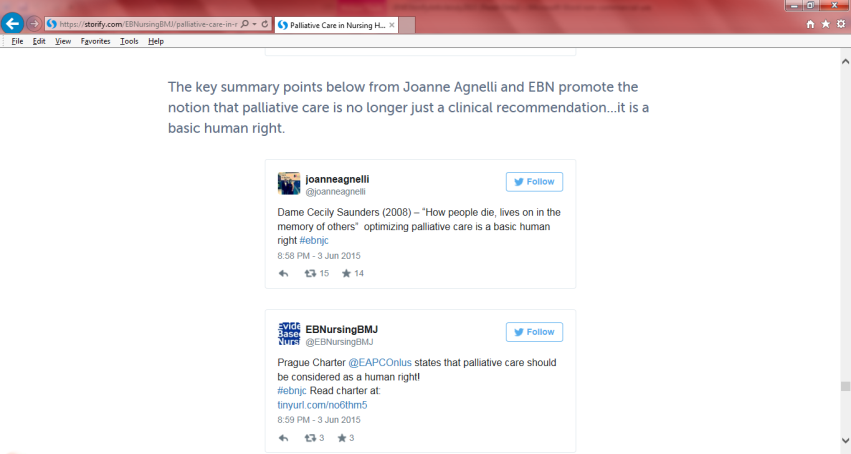 https://storify.com/EBNursingBMJ/palliative-care-in-r
Palliative Care in Nursing H...
File Edit View Favorites Tools Help
The key summary points below from Joanne Agnelli and EBN promote the
notion that palliative care is no longer just a clinical recommendation...it is a
basic human right.
joanneagnelli
@joanneagnelli
Follow
Dame Cecily Saunders (2008) – “How people die, lives on in the
memory of others” optimizing palliative care is a basic human
right #ebnjc
8:58 PM - 3 Jun 2015
15 14
Evide
Base
Nurs
EBNursingBMJ
@EBNursingBMJ
Follow
Prague Charter @EAPCOnlus states that palliative care should
be considered as a human right!
#ebnjc Read charter at:
tinyurl.com/no6thm5
8:59 PM - 3 Jun 2015
3 3